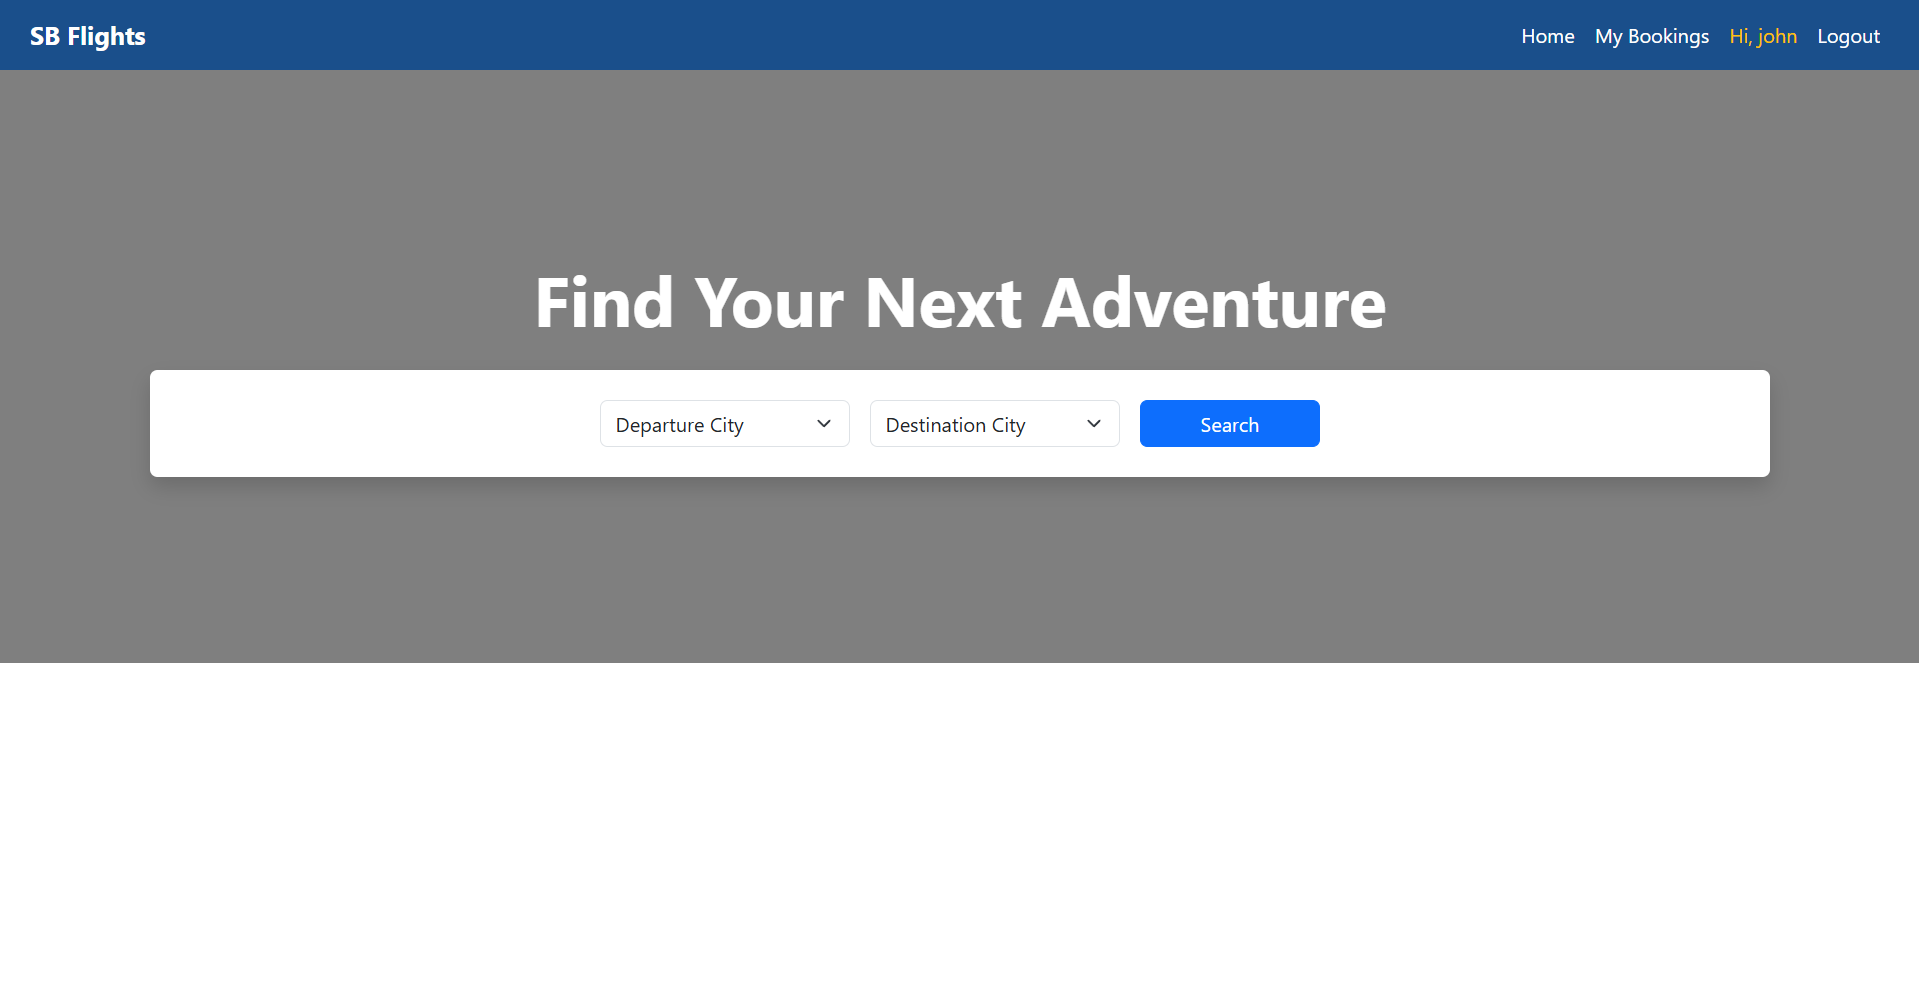 SB Flights
Home My Bookings Hi, john Logout
Find Your Next Adventure
Departure City Destination City Search